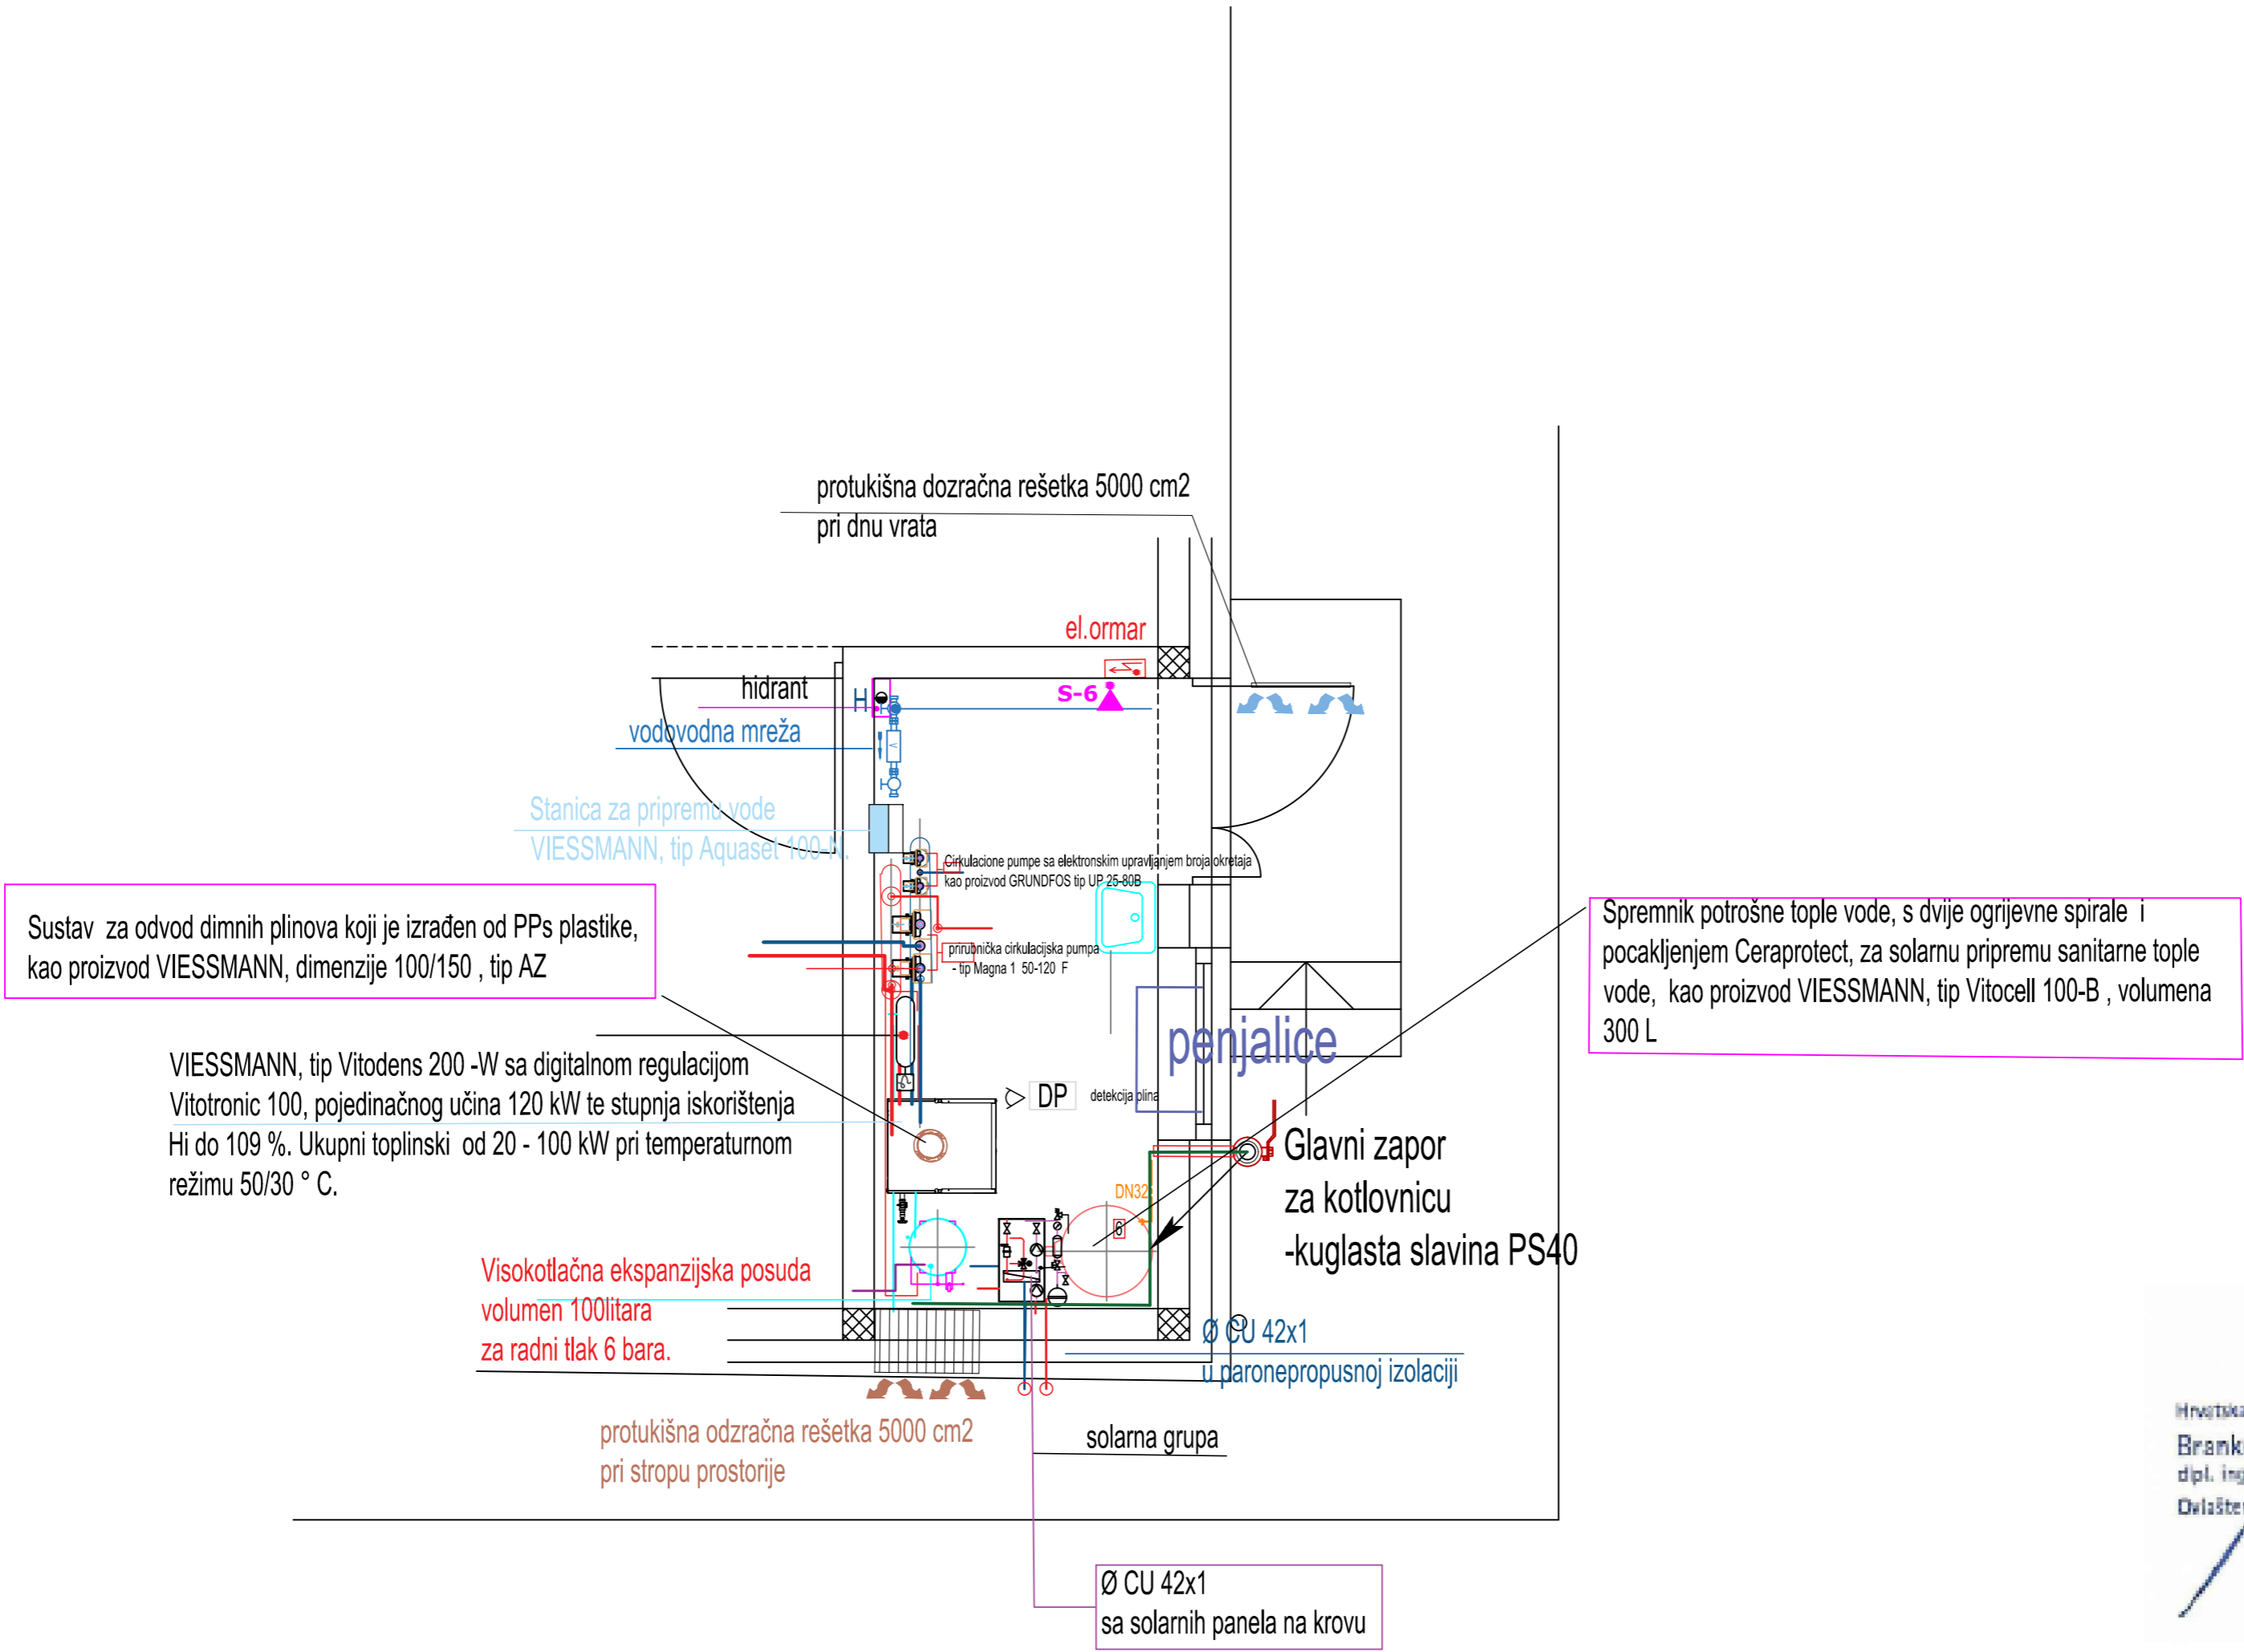 protukišna dozračna rešetka 5000 cm2
pri dnu vrata
el.ormar
hidrant
H
S-6
vodovodna mreža
Stanica za pripremu vode
VIESSMANN, tip Aquaset 100-N.
Cirkulacione pumpe sa elektronskim upravljanjem broja okretaja
kao proizvod GRUNDFOS tip UP 25-80B
Sustav za odvod dimnih plinova koji je izrađen od PPs plastike,
kao proizvod VIESSMANN, dimenzije 100/150 , tip AZ
prirubnička cirkulacijska pumpa
- tip Magna 1 50-120 F
Spremnik potrošne tople vode, s dvije ogrijevne spirale i
pocakljenjem Ceraprotect, za solarnu pripremu sanitarne tople
vode, kao proizvod VIESSMANN, tip Vitocell 100-B , volumena
300 L
penjalice
VIESSMANN, tip Vitodens 200 -W sa digitalnom regulacijom
Vitotronic 100, pojedinačnog učina 120 kW te stupnja iskorištenja
Hi do 109 %. Ukupni toplinski od 20 - 100 kW pri temperaturnom
režimu 50/30 ° C.
DP
detekcija plina
Glavni zapor
za kotlovnicu
-kuglasta slavina PS40
DN32
Visokotlačna ekspanzijska posuda
volumen 100litara
za radni tlak 6 bara.
Ø CU 42x1
u paronepropusnoj izolaciji
protukišna odzračna rešetka 5000 cm2
pri stropu prostorije
solarna grupa
Ø CU 42x1
sa solarnih panela na krovu
Hrvatska
dipl. ing